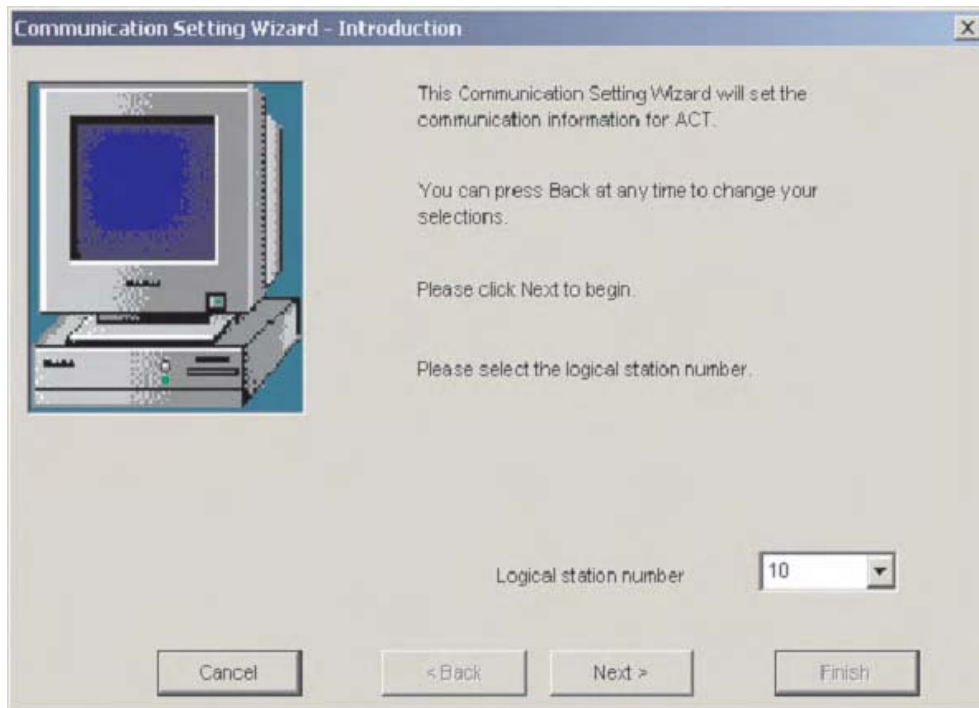 Communication Setting Wizard - Introduction
This Communication Setting Wizard will set the
communication information for ACT.
You can press Back at any time to change your
selections.
Please click Next to begin.
Please select the logical station number.
Logical station number
10
Cancel
< Back
Next >
Finish